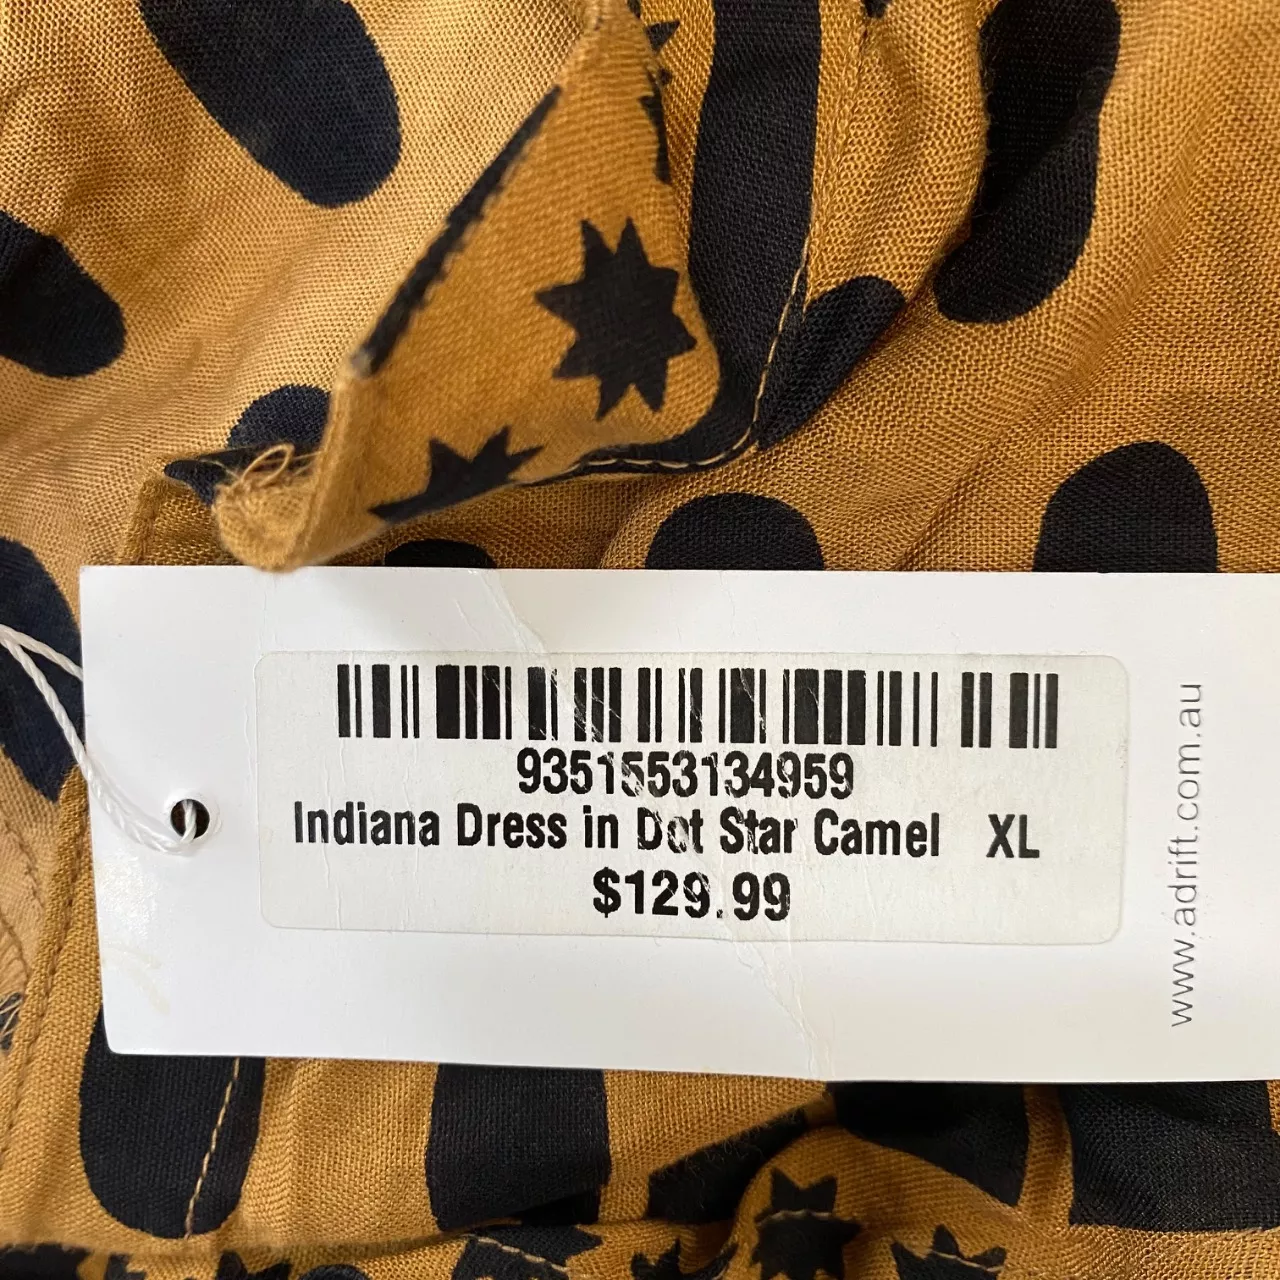 9351553134959
Indiana Dress in Dot Star Camel XL
$129.99
www.adrift.com.au